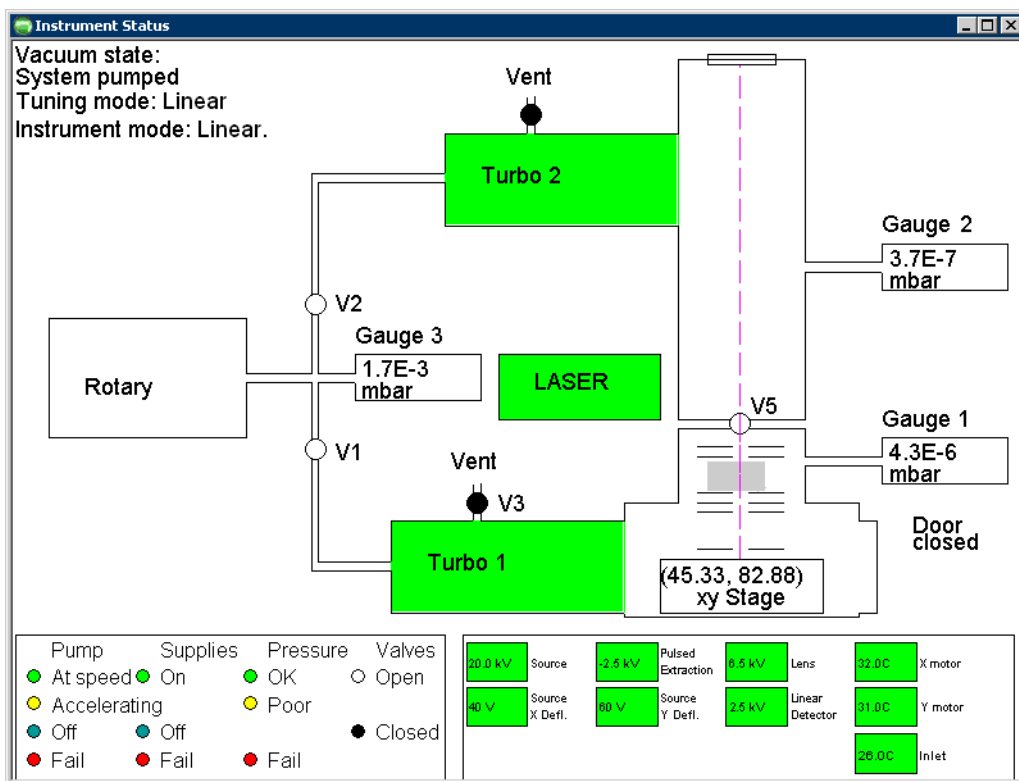 Instrument Status
Vacuum state:
System pumped
Tuning mode: Linear
Instrument mode: Linear.
Vent
Turbo 2
Gauge 2
3.7E-7
mbar
V2
Gauge 3
1.7E-3
mbar
Rotary
LASER
V5
Gauge 1
4.3E-6
mbar
V1
Vent
V3
Door
closed
Turbo 1
(45.33, 82.88)
xy Stage
Pump Supplies Pressure Valves
At speed On OK Open
Accelerating Poor
Off Off Closed
Fail Fail Fail
20.0 kV Source -2.5 kV Pulsed Extraction 6.5 kV Lens 32.0C X motor
40 V Source X Defl. 60 V Source Y Defl. 2.5 kV Linear Detector 31.0C Y motor
26.0C Inlet